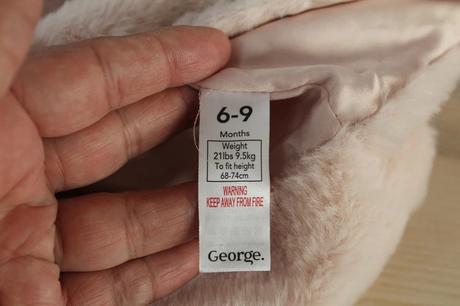 6-9
Months
Weight
21lbs 9.5kg
To fit height
68-74cm
WARNING
KEEP AWAY FROM FIRE
George.